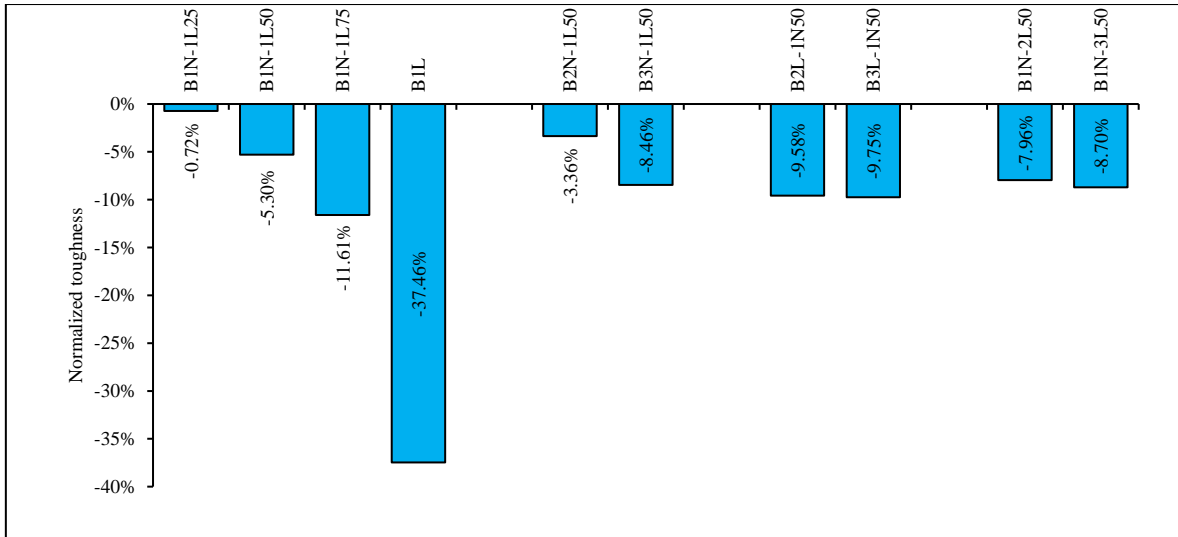 B1N-1L25
B1N-1L50
B1N-1L75
B1L
B2N-1L50
B3N-1L50
B2L-1N50
B3L-1N50
B1N-2L50
B1N-3L50
Normalized toughness
0%
-5%
-10%
-15%
-20%
-25%
-30%
-35%
-40%
-0.72%
-5.30%
-11.61%
-37.46%
-3.36%
-8.46%
-9.58%
-9.75%
-7.96%
-8.70%